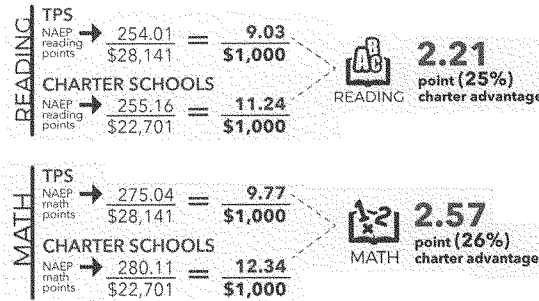 READING
TPS
NAEP reading points → 254.01 / $28,141 = 9.03 / $1,000
CHARTER SCHOOLS
NAEP reading points → 255.16 / $22,701 = 11.24 / $1,000
ABC
READING
2.21
point (25%)
charter advantage
MATH
TPS
NAEP math points → 275.04 / $28,141 = 9.77 / $1,000
CHARTER SCHOOLS
NAEP math points → 280.11 / $22,701 = 12.34 / $1,000
1-2
×
MATH
2.57
point (26%)
charter advantage